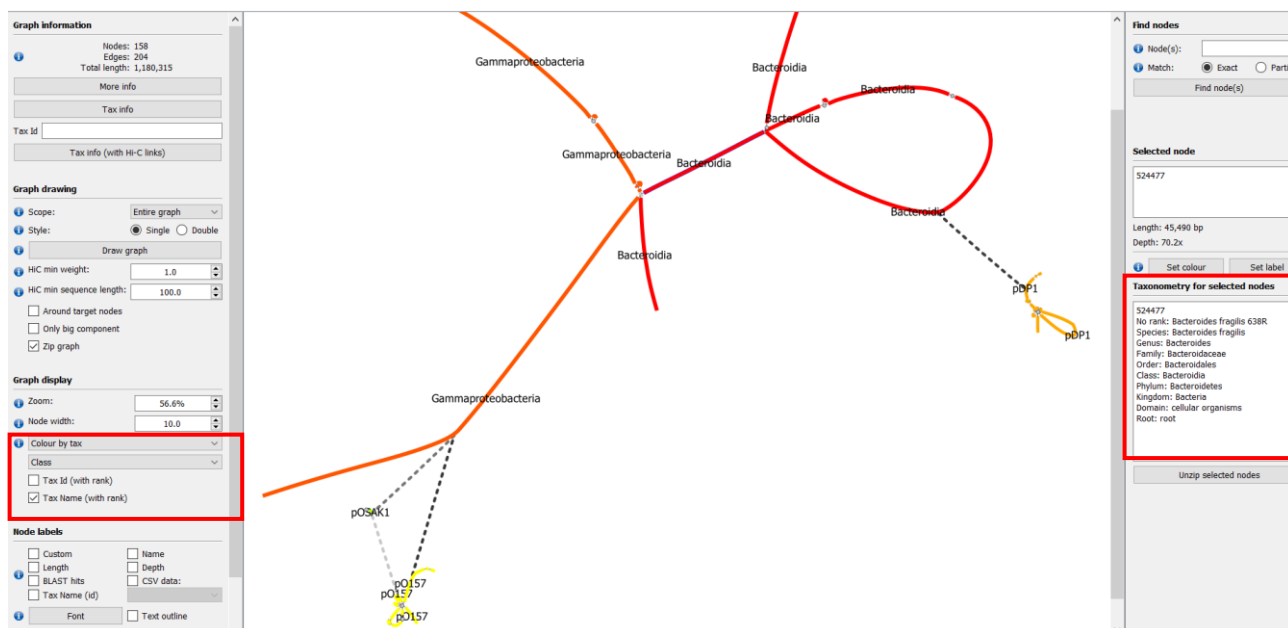 Graph information
Nodes: 158
Edges: 204
Total length: 1,180,315
More info
Tax info
Tax Id
Tax info (with Hi-C links)
Graph drawing
Scope: Entire graph
Style: Single Double
Draw graph
HiC min weight: 1.0
HiC min sequence length: 100.0
Around target nodes
Only big component
Zip graph
Graph display
Zoom: 56.6%
Node width: 10.0
Colour by tax
Class
Tax Id (with rank)
Tax Name (with rank)
Node labels
Custom Name
Length Depth
BLAST hits CSV data:
Tax Name (id)
Font Text outline
Gammaproteobacteria
Bacteroidia
Bacteroidia
Bacteroidia
Gammaproteobacteria
Bacteroidia
Bacteroidia
Bacteroidia
pDP1
pDP1
Gammaproteobacteria
pOSAK1
pO157
pO157
pO157
Find nodes
Node(s):
Match: Exact Parti
Find node(s)
Selected node
524477
Length: 45,490 bp
Depth: 70.2x
Set colour Set label
Taxonometry for selected nodes
524477
No rank: Bacteroides fragilis 638R
Species: Bacteroides fragilis
Genus: Bacteroides
Family: Bacteroidaceae
Order: Bacteroidales
Class: Bacteroidia
Phylum: Bacteroidetes
Kingdom: Bacteria
Domain: cellular organisms
Root: root
Unzip selected nodes